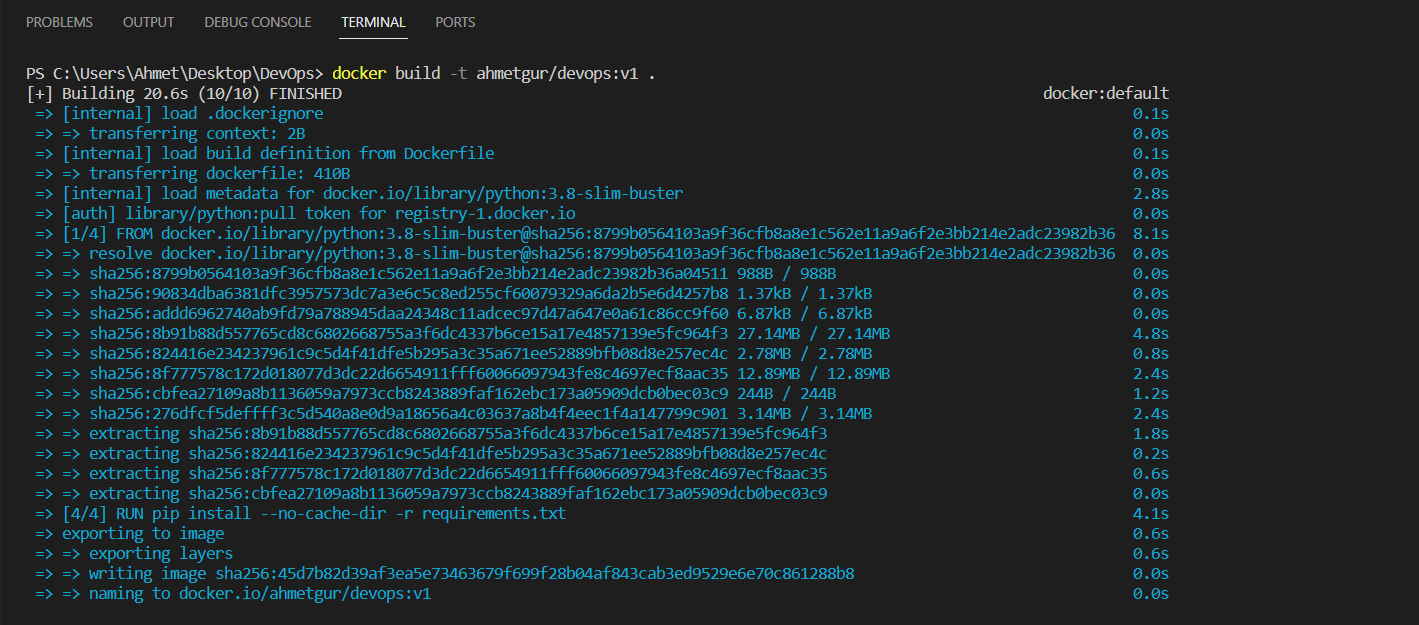 PROBLEMS OUTPUT DEBUG CONSOLE TERMINAL PORTS
PS C:\Users\Ahmet\Desktop\DevOps> docker build -t ahmetgur/devops:v1 .
[+] Building 20.6s (10/10) FINISHED docker:default
=> [internal] load .dockerignore 0.1s
=> => transferring context: 2B 0.0s
=> [internal] load build definition from Dockerfile 0.1s
=> => transferring dockerfile: 410B 0.0s
=> [internal] load metadata for docker.io/library/python:3.8-slim-buster 2.8s
=> [auth] library/python:pull token for registry-1.docker.io 0.0s
=> [1/4] FROM docker.io/library/python:3.8-slim-buster@sha256:8799b0564103a9f36cfb8a8e1c562e11a9a6f2e3bb214e2adc23982b36 8.1s
=> => resolve docker.io/library/python:3.8-slim-buster@sha256:8799b0564103a9f36cfb8a8e1c562e11a9a6f2e3bb214e2adc23982b36 0.0s
=> => sha256:8799b0564103a9f36cfb8a8e1c562e11a9a6f2e3bb214e2adc23982b36a04511 988B / 988B 0.0s
=> => sha256:90834dba6381dfc3957573dc7a3e6c5c8ed255cf60079329a6da2b5e6d4257b8 1.37kB / 1.37kB 0.0s
=> => sha256:addd6962740ab9fd79a788945daa24348c11adcec97d47a647e0a61c86cc9f60 6.87kB / 6.87kB 0.0s
=> => sha256:8b91b88d557765cd8c6802668755a3f6dc4337b6ce15a17e4857139e5fc964f3 27.14MB / 27.14MB 4.8s
=> => sha256:824416e234237961c9c5d4f41dfe5b295a3c35a671ee52889bfb08d8e257ec4c 2.78MB / 2.78MB 0.8s
=> => sha256:8f777578c172d018077d3dc22d6654911fff60066097943fe8c4697ecf8aac35 12.89MB / 12.89MB 2.4s
=> => sha256:cbfea27109a8b1136059a7973ccb8243889faf162ebc173a05909dcb0bec03c9 244B / 244B 1.2s
=> => sha256:276dfcf5deffff3c5d540a8e0d9a18656a4c03637a8b4f4eec1f4a147799c901 3.14MB / 3.14MB 2.4s
=> => extracting sha256:8b91b88d557765cd8c6802668755a3f6dc4337b6ce15a17e4857139e5fc964f3 1.8s
=> => extracting sha256:824416e234237961c9c5d4f41dfe5b295a3c35a671ee52889bfb08d8e257ec4c 0.2s
=> => extracting sha256:8f777578c172d018077d3dc22d6654911fff60066097943fe8c4697ecf8aac35 0.6s
=> => extracting sha256:cbfea27109a8b1136059a7973ccb8243889faf162ebc173a05909dcb0bec03c9 0.0s
=> [4/4] RUN pip install --no-cache-dir -r requirements.txt 4.1s
=> exporting to image 0.6s
=> => exporting layers 0.6s
=> => writing image sha256:45d7b82d39af3ea5e73463679f699f28b04af843cab3ed9529e6e70c861288b8 0.0s
=> => naming to docker.io/ahmetgur/devops:v1 0.0s